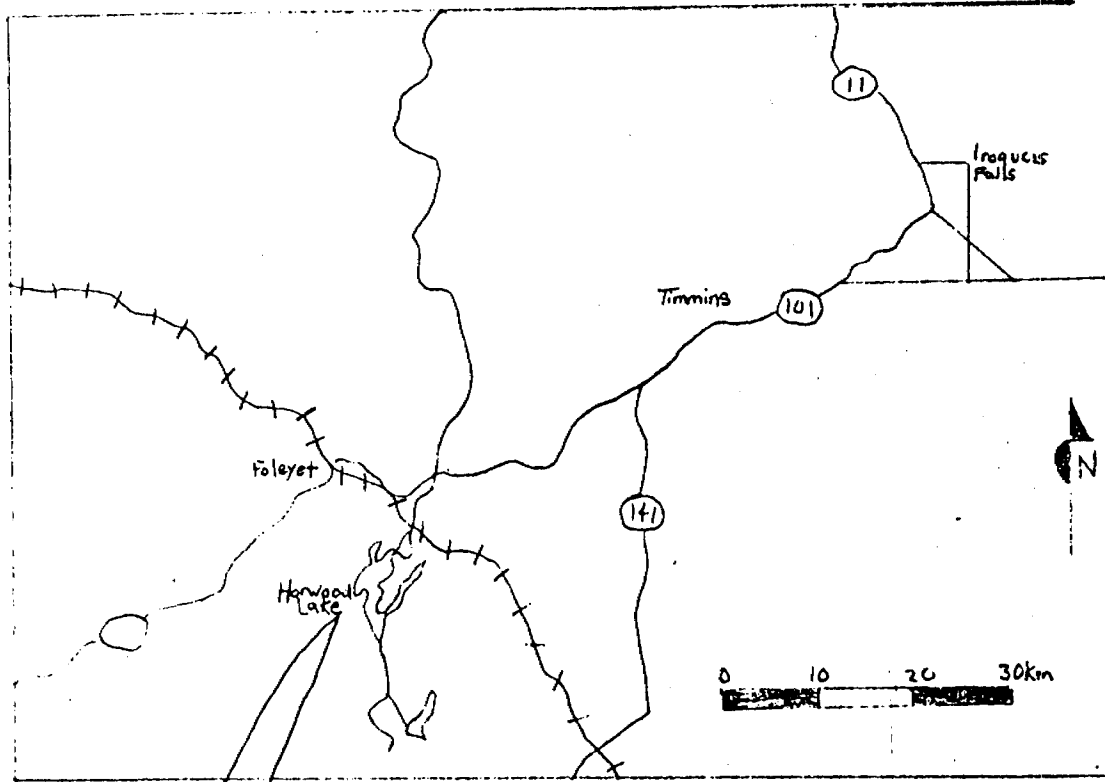 11
Iroquois
Falls
Timmins
101
Foleyet
141
N
Horwood
Lake
0 10 20 30km